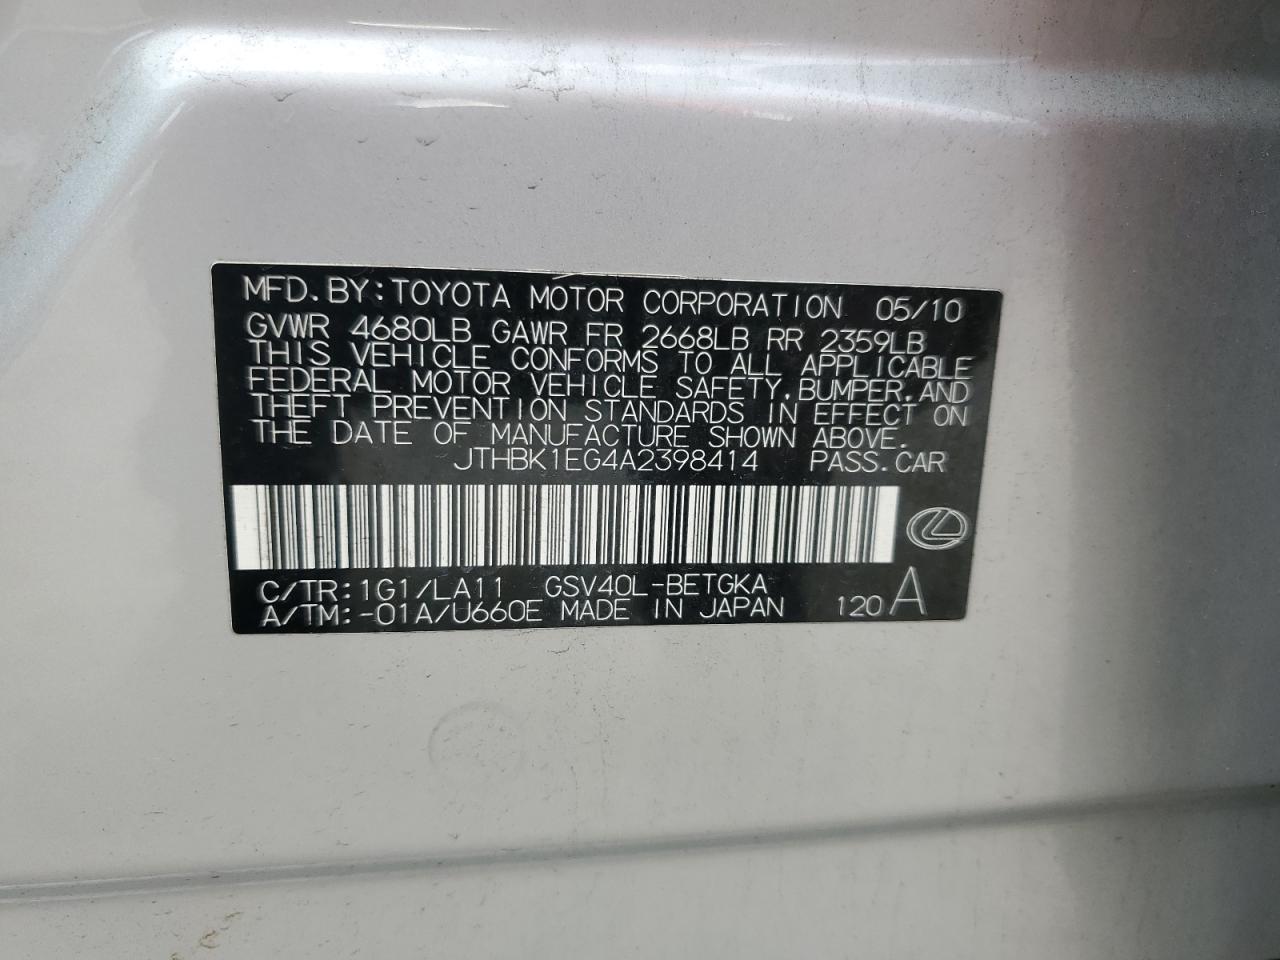 MFD.BY:TOYOTA MOTOR CORPORATION 05/10
GVWR 4680LB GAWR FR 2668LB RR 2359LB
THIS VEHICLE CONFORMS TO ALL APPLICABLE
FEDERAL MOTOR VEHICLE SAFETY,BUMPER,AND
THEFT PREVENTION STANDARDS IN EFFECT ON
THE DATE OF MANUFACTURE SHOWN ABOVE.
JTHBK1EG4A2398414 PASS.CAR
C/TR:1G1/LA11 GSV40L-BETGKA
A/TM:-01A/U660E MADE IN JAPAN 120 A